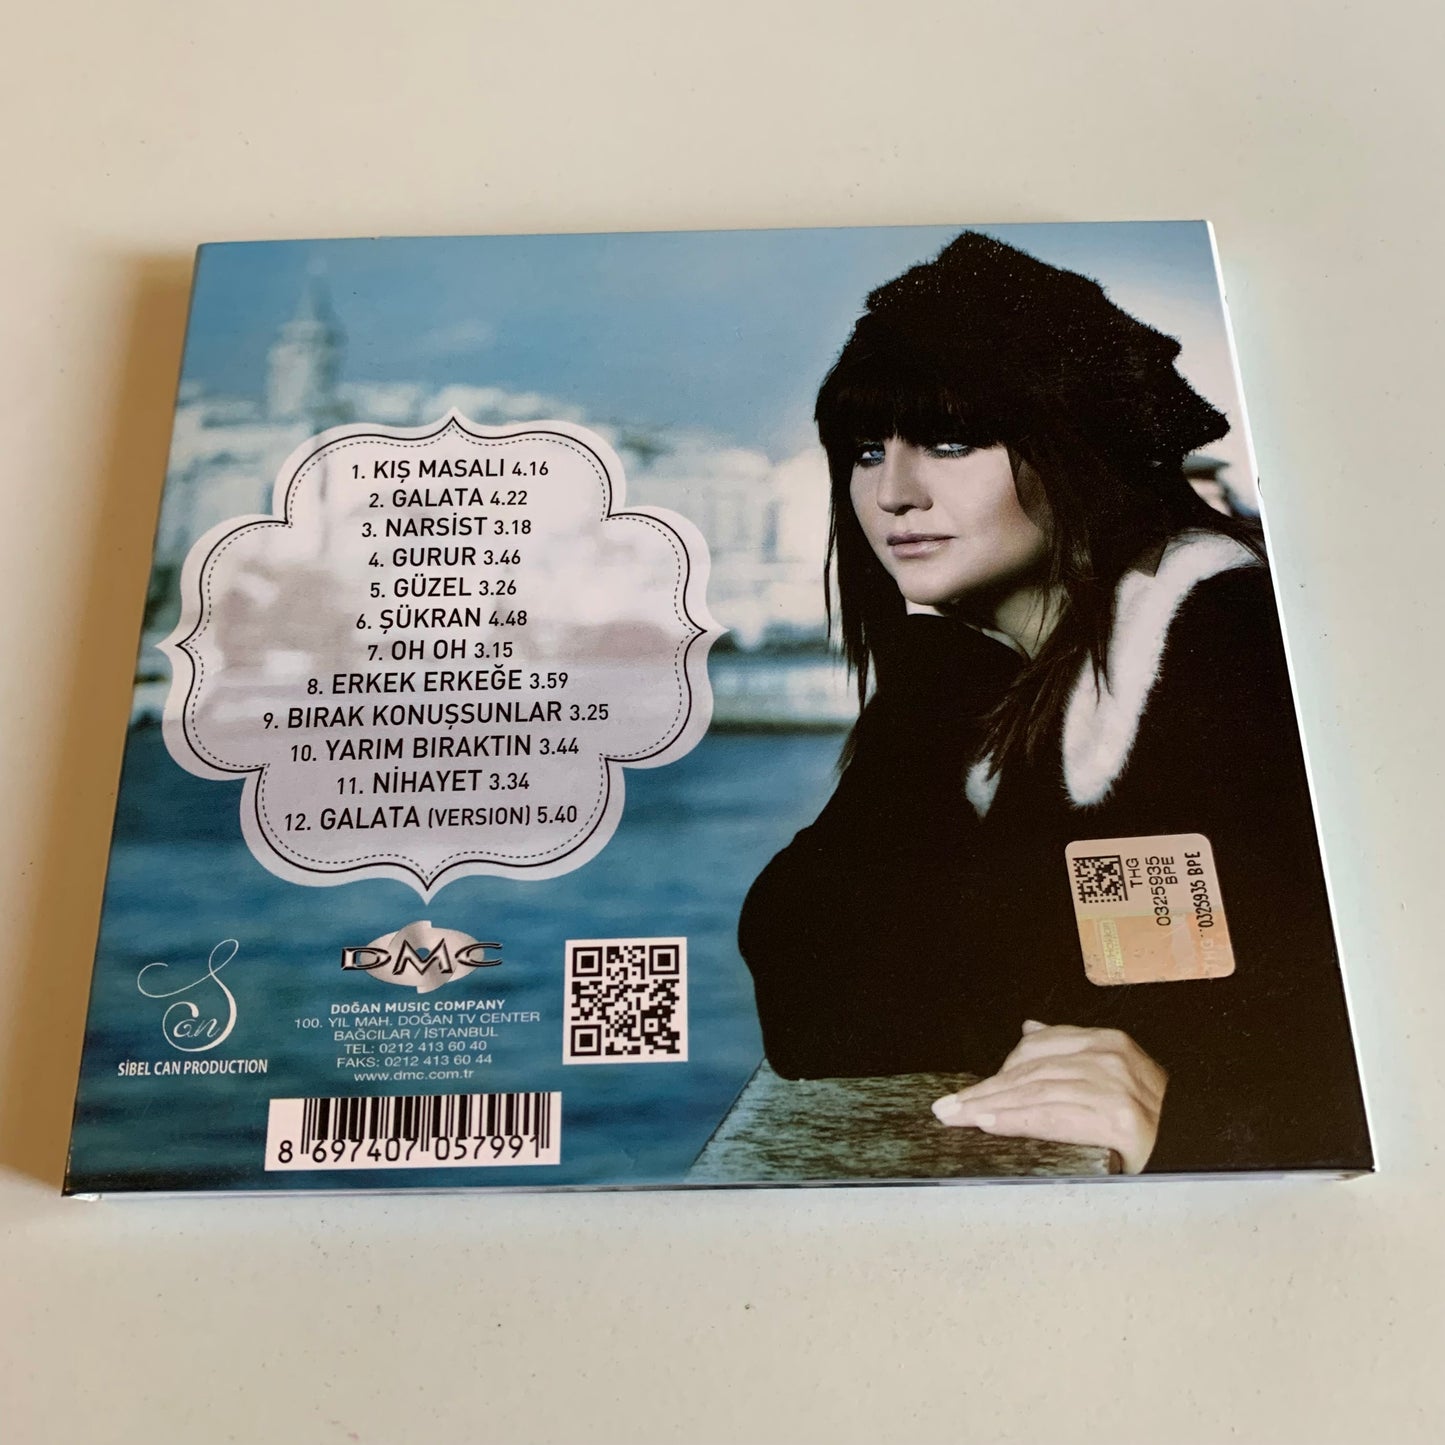 1. KIŞ MASALI 4.16
2. GALATA 4.22
3. NARSİST 3.18
4. GURUR 3.46
5. GÜZEL 3.26
6. ŞÜKRAN 4.48
7. OH OH 3.15
8. ERKEK ERKEĞE 3.59
9. BIRAK KONUŞSUNLAR 3.25
10. YARIM BIRAKTIN 3.44
11. NİHAYET 3.34
12. GALATA (VERSION) 5.40
S
an
SİBEL CAN PRODUCTION
DMC
DOĞAN MUSIC COMPANY
100. YIL MAH. DOĞAN TV CENTER
BAĞCILAR / İSTANBUL
TEL: 0212 413 60 40
FAKS: 0212 413 60 44
www.dmc.com.tr
8 697407 057991
THG
0325935
BPE
THG 0325935 BPE